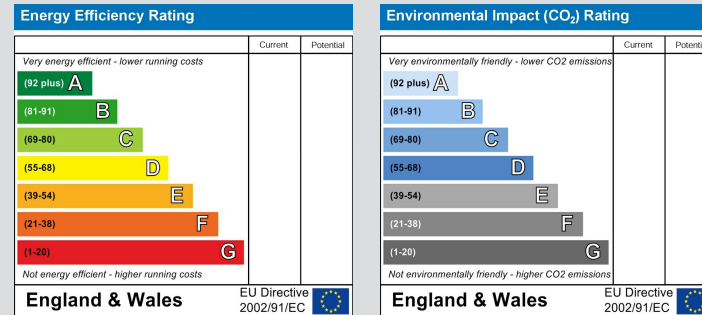 Energy Efficiency Rating
Current Potential
Very energy efficient - lower running costs
(92 plus) A
(81-91) B
(69-80) C
(55-68) D
(39-54) E
(21-38) F
(1-20) G
Not energy efficient - higher running costs
England & Wales
EU Directive
2002/91/EC
Environmental Impact (CO₂) Rating
Current Potenti
Very environmentally friendly - lower CO2 emissions
(92 plus) A
(81-91) B
(69-80) C
(55-68) D
(39-54) E
(21-38) F
(1-20) G
Not environmentally friendly - higher CO2 emissions
England & Wales
EU Directive
2002/91/EC